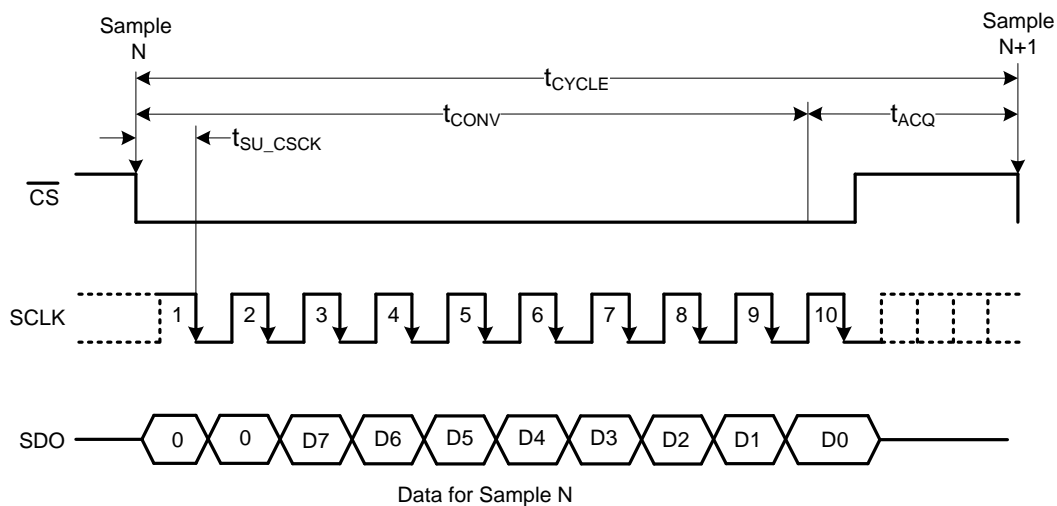 Sample
N
Sample
N+1
tCYCLE
tCONV
tACQ
tSU_CSCK
CS
SCLK
1 2 3 4 5 6 7 8 9 10
SDO
0 0 D7 D6 D5 D4 D3 D2 D1 D0
Data for Sample N